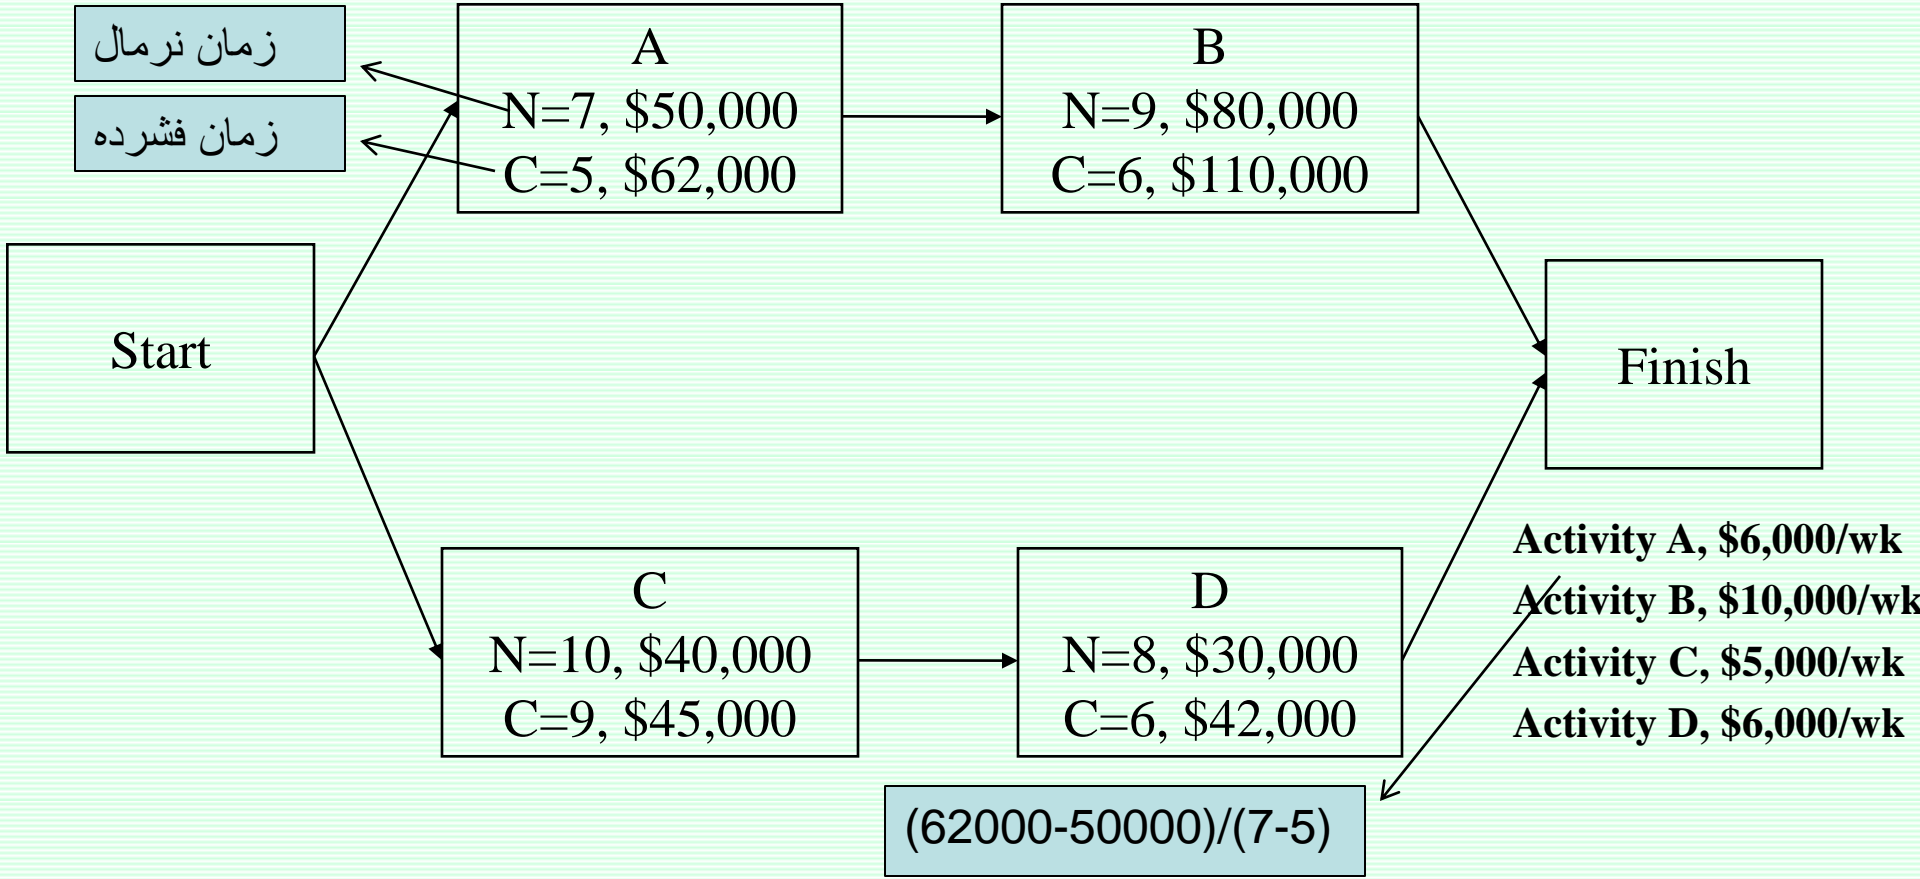 زمان نرمال
زمان فشرده
A
N=7, $50,000
C=5, $62,000
B
N=9, $80,000
C=6, $110,000
Start
Finish
C
N=10, $40,000
C=9, $45,000
D
N=8, $30,000
C=6, $42,000
Activity A, $6,000/wk
Activity B, $10,000/wk
Activity C, $5,000/wk
Activity D, $6,000/wk
(62000-50000)/(7-5)